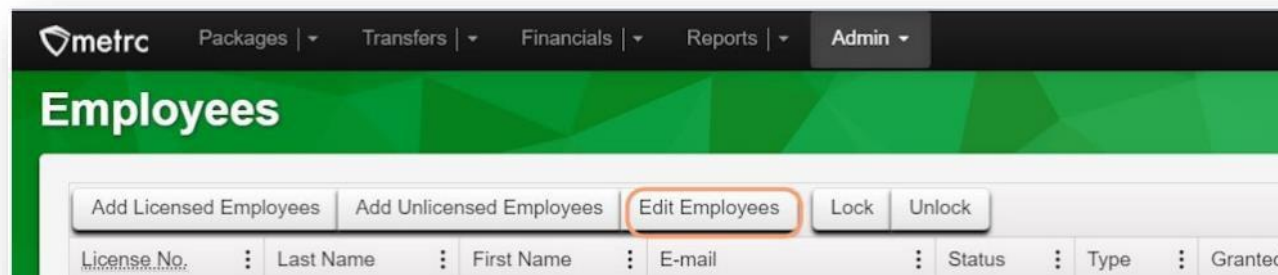 metrc Packages | Transfers | Financials | Reports | Admin
Employees
Add Licensed Employees Add Unlicensed Employees Edit Employees Lock Unlock
License No. Last Name First Name E-mail Status Type Granted